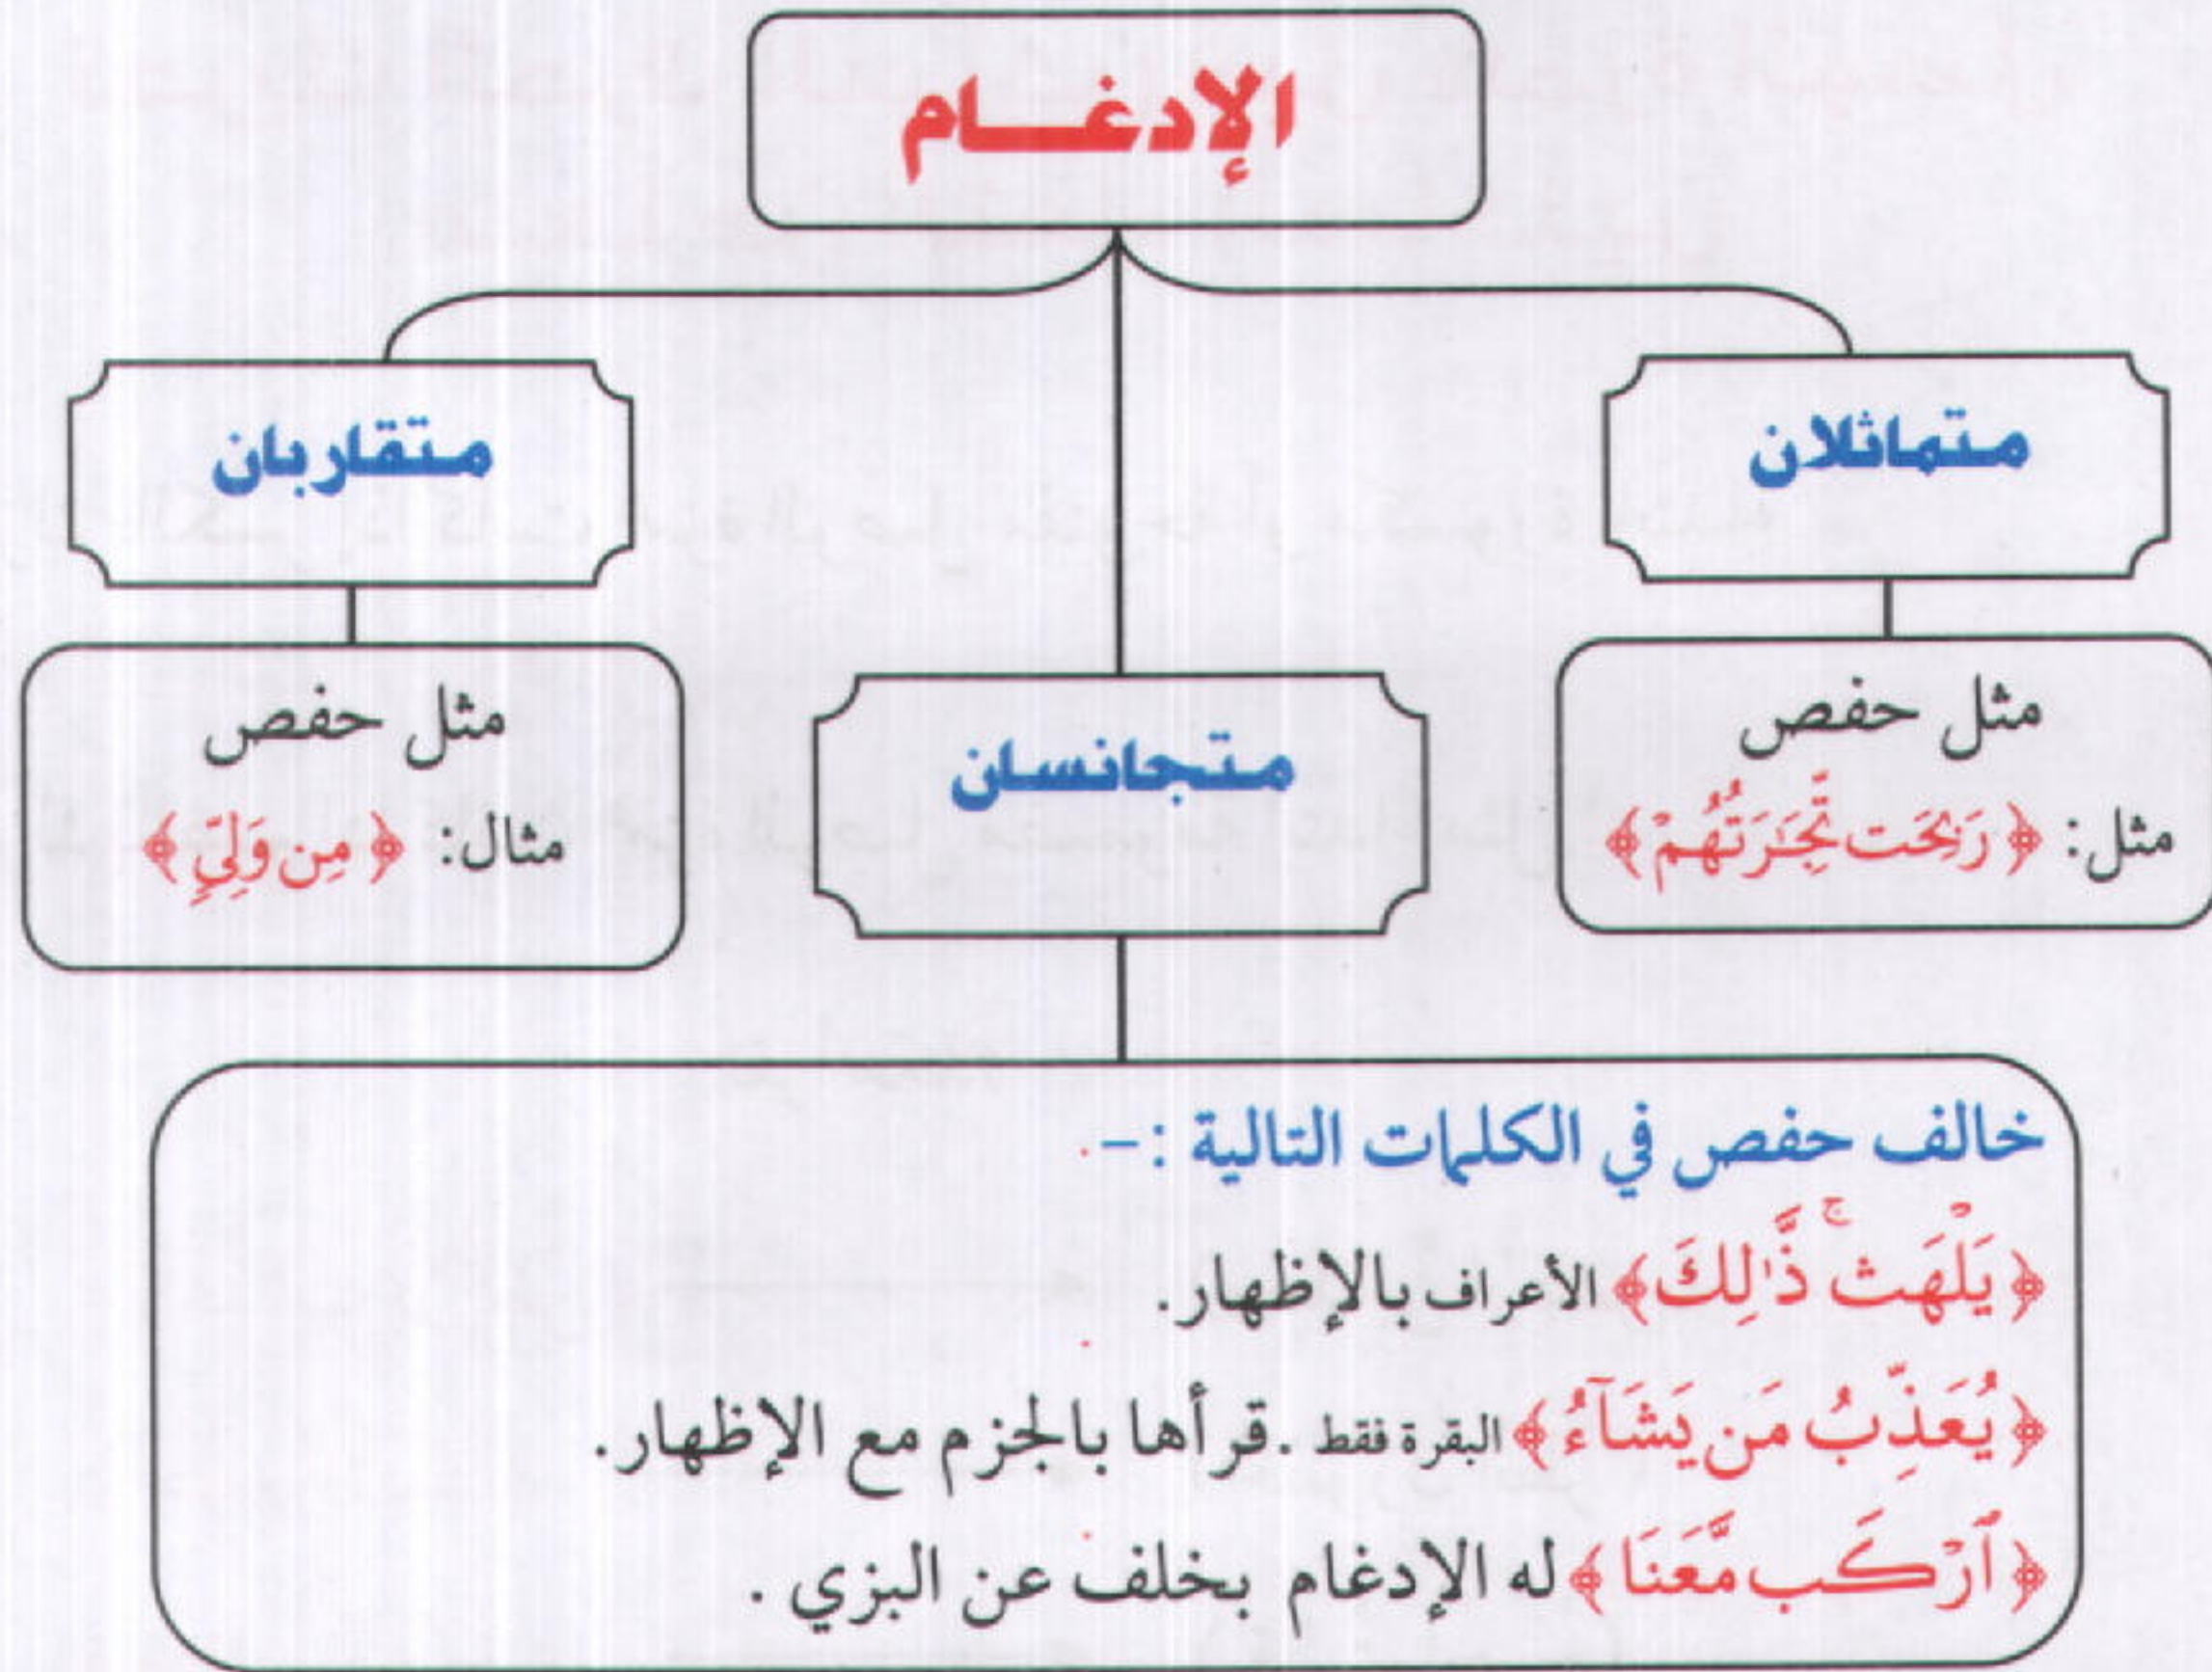 الإدغـــام
متماثلان
مثل حفص
مثل: ﴿ رَبِحَت تِّجَٰرَتُهُمْ ﴾
متجانسان
متقاربان
مثل حفص
مثال: ﴿ مِن وَلِيٍّ ﴾
خالف حفص في الكلمات التالية :–
﴿ يَلْهَث ۚ ذَّٰلِكَ ﴾ الأعراف بالإظهار.
﴿ يُعَذِّبُ مَن يَشَآءُ ﴾ البقرة فقط . قرأها بالجزم مع الإظهار.
﴿ ٱرْكَب مَّعَنَا ﴾ له الإدغام بخلف عن البزي .